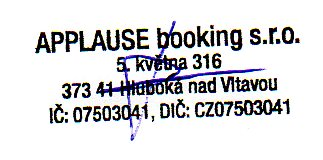 APPLAUSE booking s.r.o.
5. května 316
373 41 Hluboká nad Vltavou
IČ: 07503041, DIČ: CZ07503041